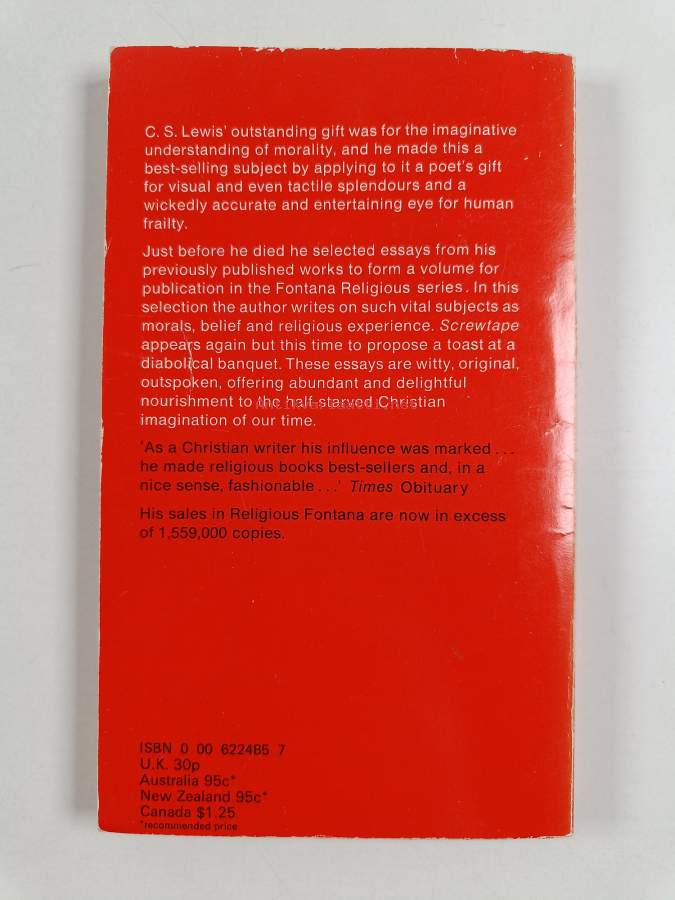 C. S. Lewis' outstanding gift was for the imaginative
understanding of morality, and he made this a
best-selling subject by applying to it a poet's gift
for visual and even tactile splendours and a
wickedly accurate and entertaining eye for human
frailty.
Just before he died he selected essays from his
previously published works to form a volume for
publication in the Fontana Religious series. In this
selection the author writes on such vital subjects as
morals, belief and religious experience. Screwtape
appears again but this time to propose a toast at a
diabolical banquet. These essays are witty, original,
outspoken, offering abundant and delightful
nourishment to the half-starved Christian
imagination of our time.
'As a Christian writer his influence was marked ...
he made religious books best-sellers and, in a
nice sense, fashionable ...' Times Obituary
His sales in Religious Fontana are now in excess
of 1,559,000 copies.
ISBN 0 00 622485 7
U.K. 30p
Australia 95c*
New Zealand 95c*
Canada $1.25
*recommended price